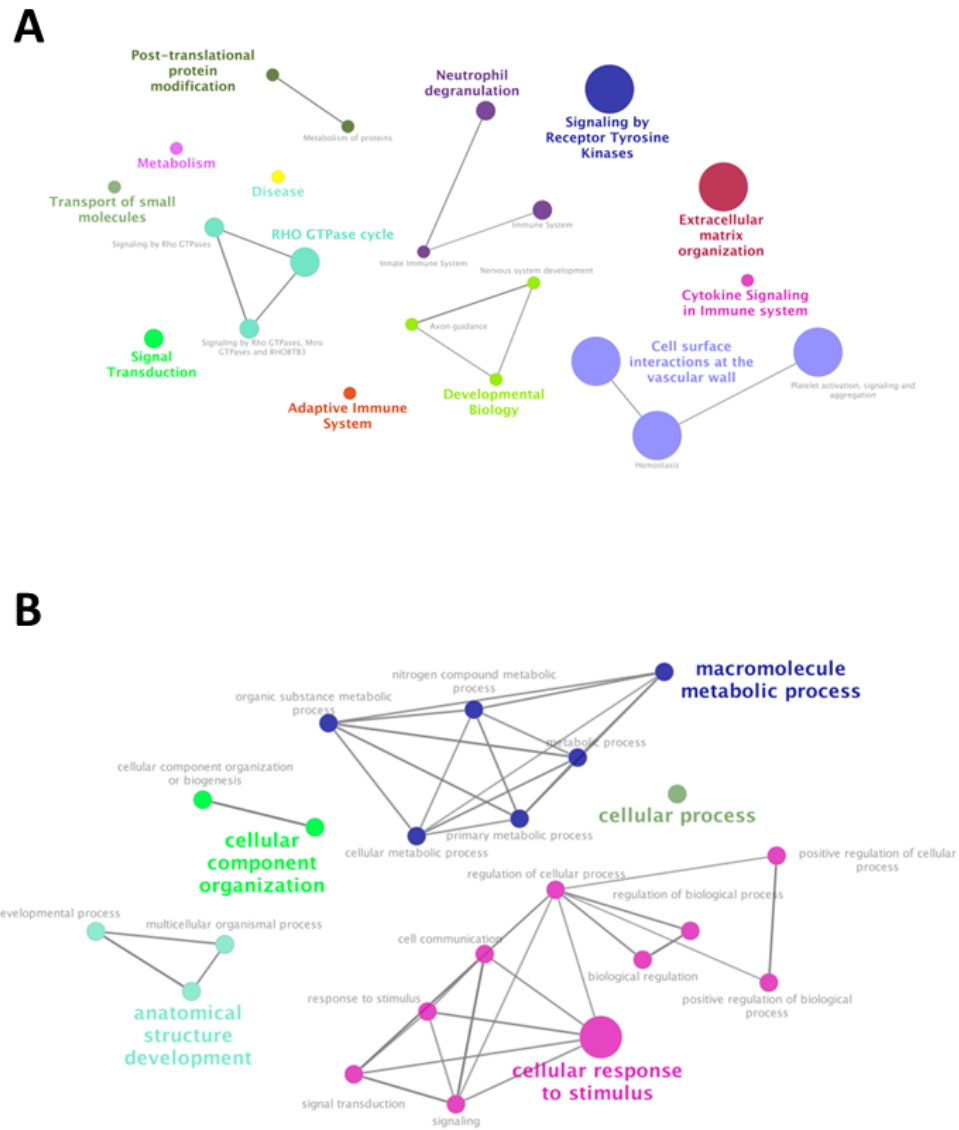 A
Post-translational
protein
modification
Metabolism of proteins
Neutrophil
degranulation
Signaling by
Receptor Tyrosine
Kinases
Metabolism
Disease
Transport of small
molecules
Extracellular
matrix
organization
Immune System
Signaling by Rho GTPases
RHO GTPase cycle
Innate Immune System
Nervous system development
Cytokine Signaling
in Immune system
Axon guidance
Signaling by Rho GTPases, Miro
GTPases and RHOBTB3
Signal
Transduction
Cell surface
interactions at the
vascular wall
Platelet activation, signaling and
aggregation
Developmental
Biology
Adaptive Immune
System
Hemostasis
B
macromolecule
metabolic process
nitrogen compound metabolic
process
organic substance metabolic
process
metabolic process
cellular component organization
or biogenesis
cellular process
primary metabolic process
cellular metabolic process
cellular
component
organization
positive regulation of cellular
process
regulation of cellular process
regulation of biological process
evelopmental process
multicellular organismal process
cell communication
biological regulation
positive regulation of biological
process
response to stimulus
anatomical
structure
development
cellular response
to stimulus
signal transduction
signaling